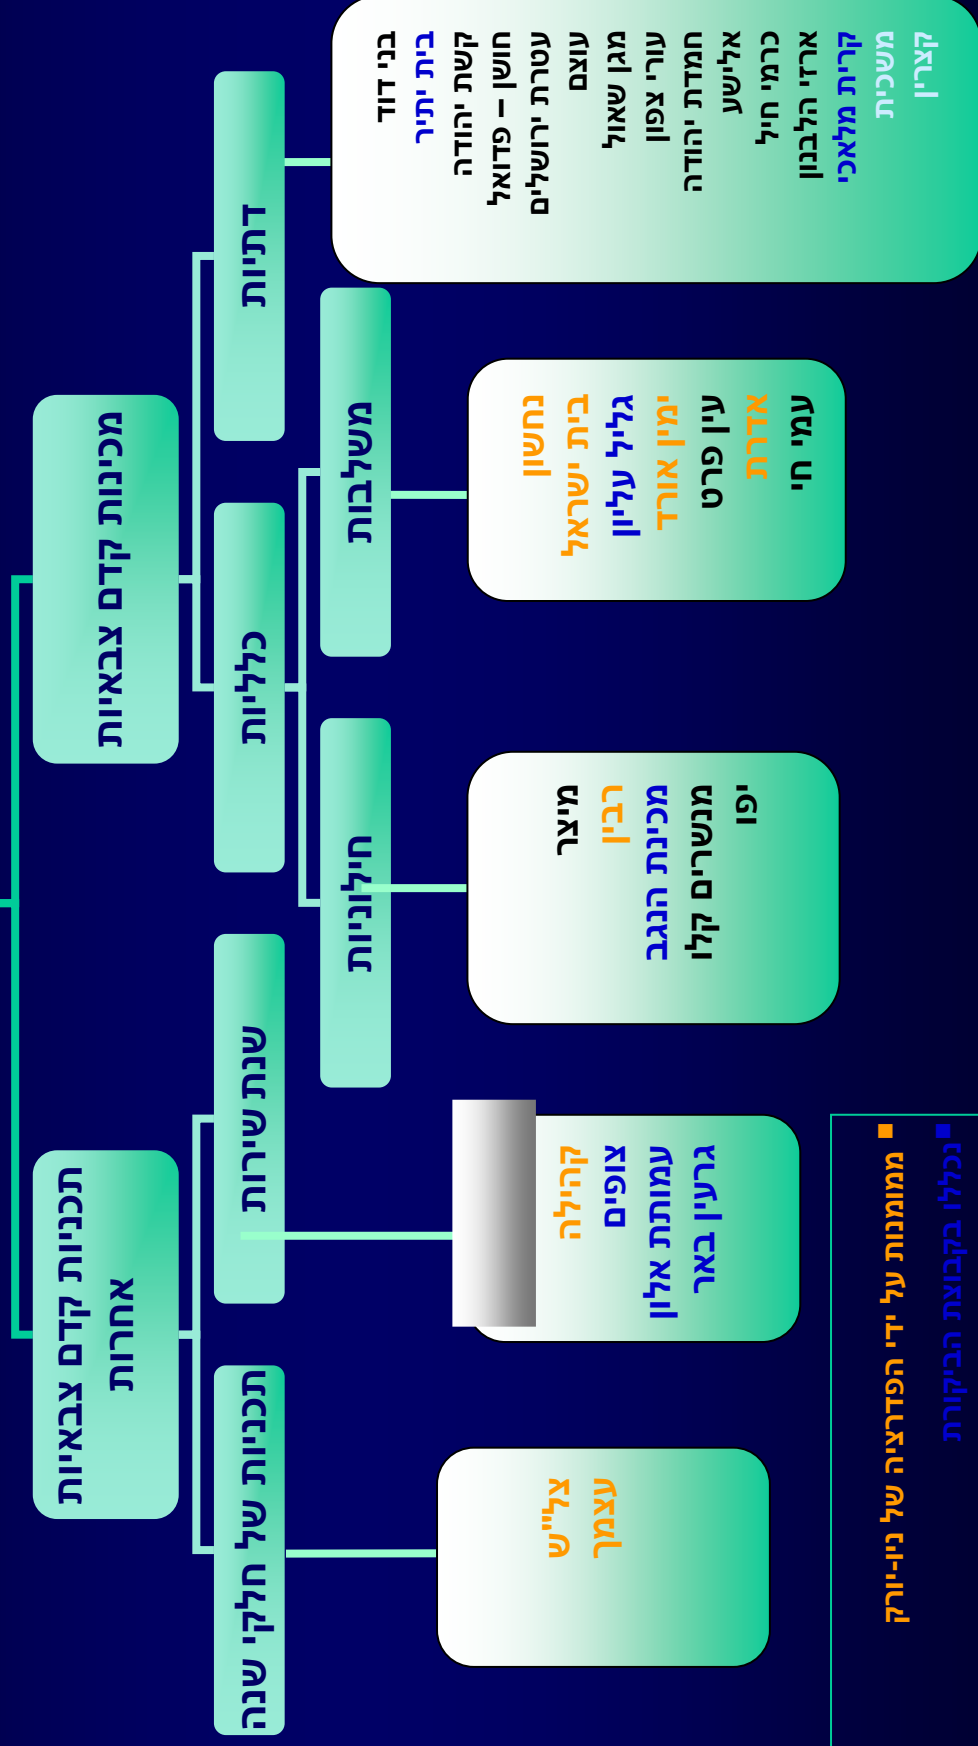 מכינות קדם צבאיות
תכניות קדם צבאיות
אחרות
דתיות
כלליות
שנת שירות
תכניות של חלקי שנה
משלבות
חילוניות
בני דוד
בית יתיר
קשת יהודה
חושן – פדואל
עטרת ירושלים
עוצם
מגן שאול
עורי צפון
חמדת יהודה
אלישע
כרמי חיל
ארזי הלבנון
קרית מלאכי
משכית
קצרין
נחשון
בית ישראל
גליל עליון
ימין אורד
עין פרט
אדרת
עמי חי
מיצר
רבין
מכינת הנגב
מנשרים קלו
יפו
קהילה
צופים
עמותת אלון
גרעין באר
צל״ש
עצמך
■ ממומנות על ידי הפדרציה של ניו-יורק
■ נכללו בקבוצת הביקורת